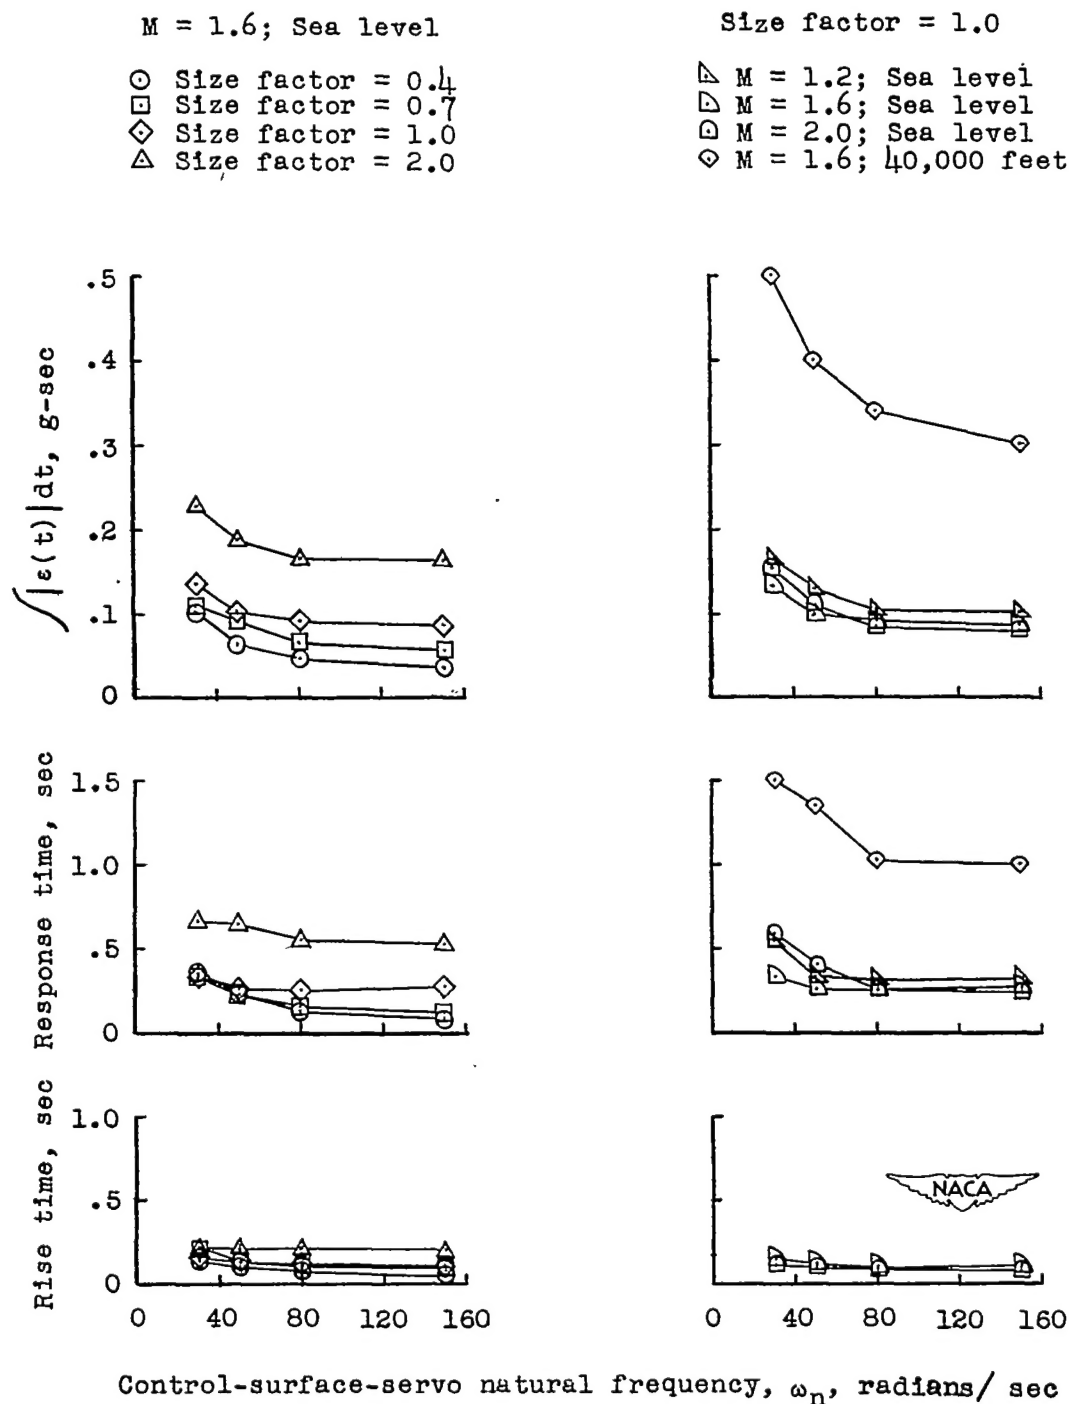 M = 1.6; Sea level
Size factor = 0.4
Size factor = 0.7
Size factor = 1.0
Size factor = 2.0
Size factor = 1.0
M = 1.2; Sea level
M = 1.6; Sea level
M = 2.0; Sea level
M = 1.6; 40,000 feet
∫|ε(t)|dt, g-sec
.5
.4
.3
.2
.1
0
Response time, sec
1.5
1.0
.5
0
Rise time, sec
1.0
.5
0
NACA
0 40 80 120 160
0 40 80 120 160
Control-surface-servo natural frequency, ωn, radians/ sec